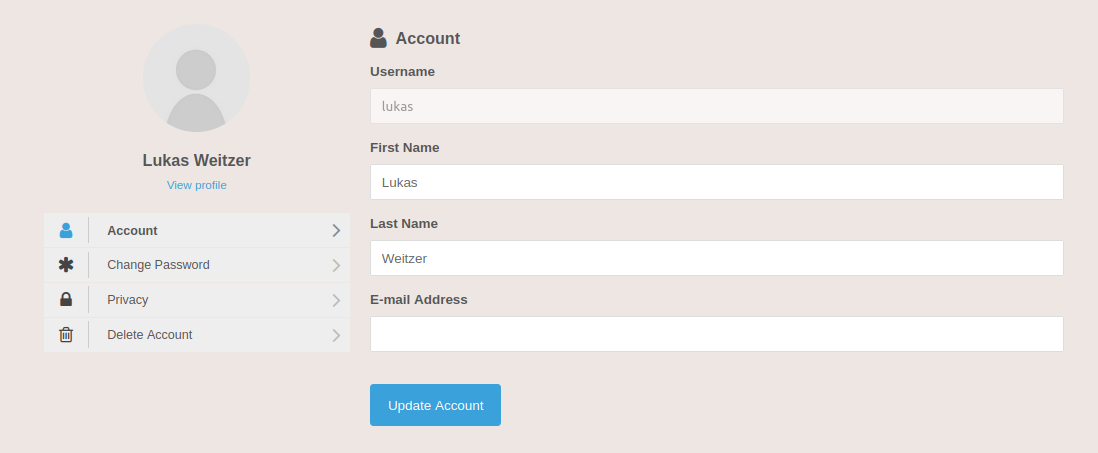 Lukas Weitzer
View profile
Account
Change Password
Privacy
Delete Account
Account
Username
lukas
First Name
Lukas
Last Name
Weitzer
E-mail Address
Update Account